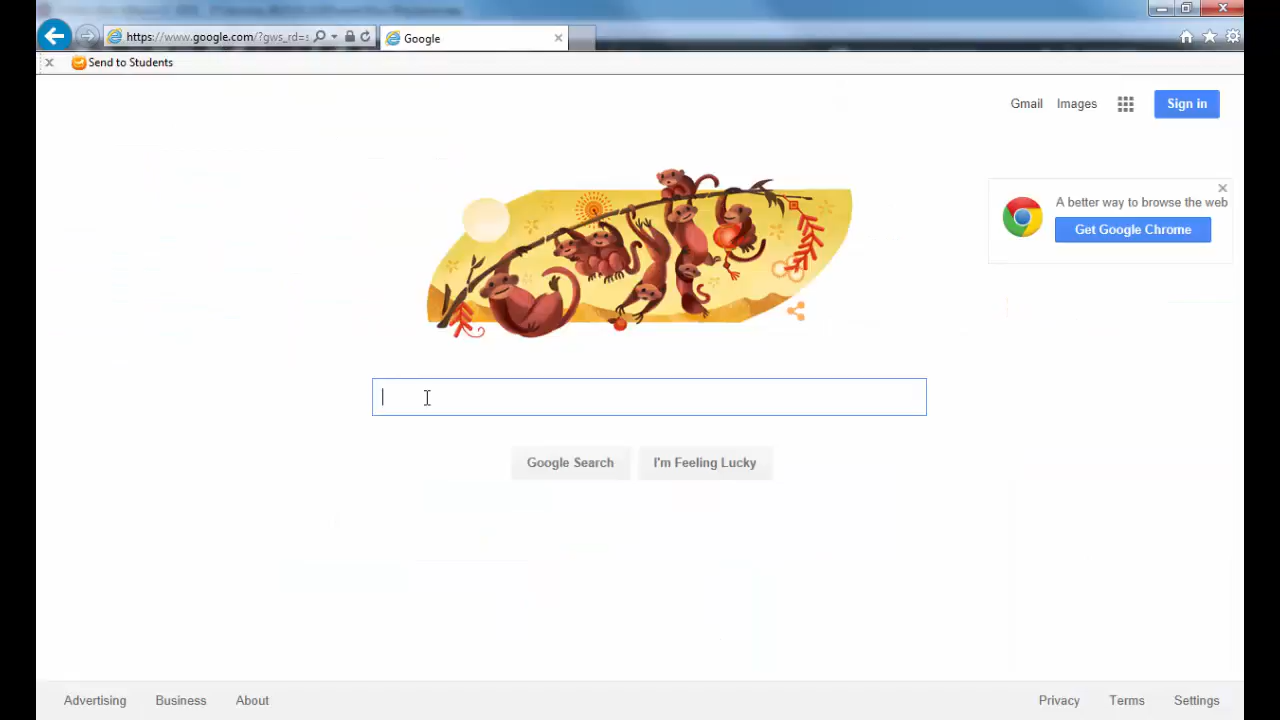 https://www.google.com/?gws_rd=s
Google
Send to Students
Gmail Images Sign in
A better way to browse the web
Get Google Chrome
Google Search I'm Feeling Lucky
Advertising Business About Privacy Terms Settings